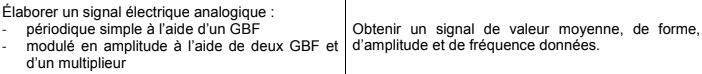 Élaborer un signal électrique analogique :
- périodique simple à l'aide d'un GBF
- modulé en amplitude à l'aide de deux GBF et
d'un multiplieur
Obtenir un signal de valeur moyenne, de forme,
d'amplitude et de fréquence données.